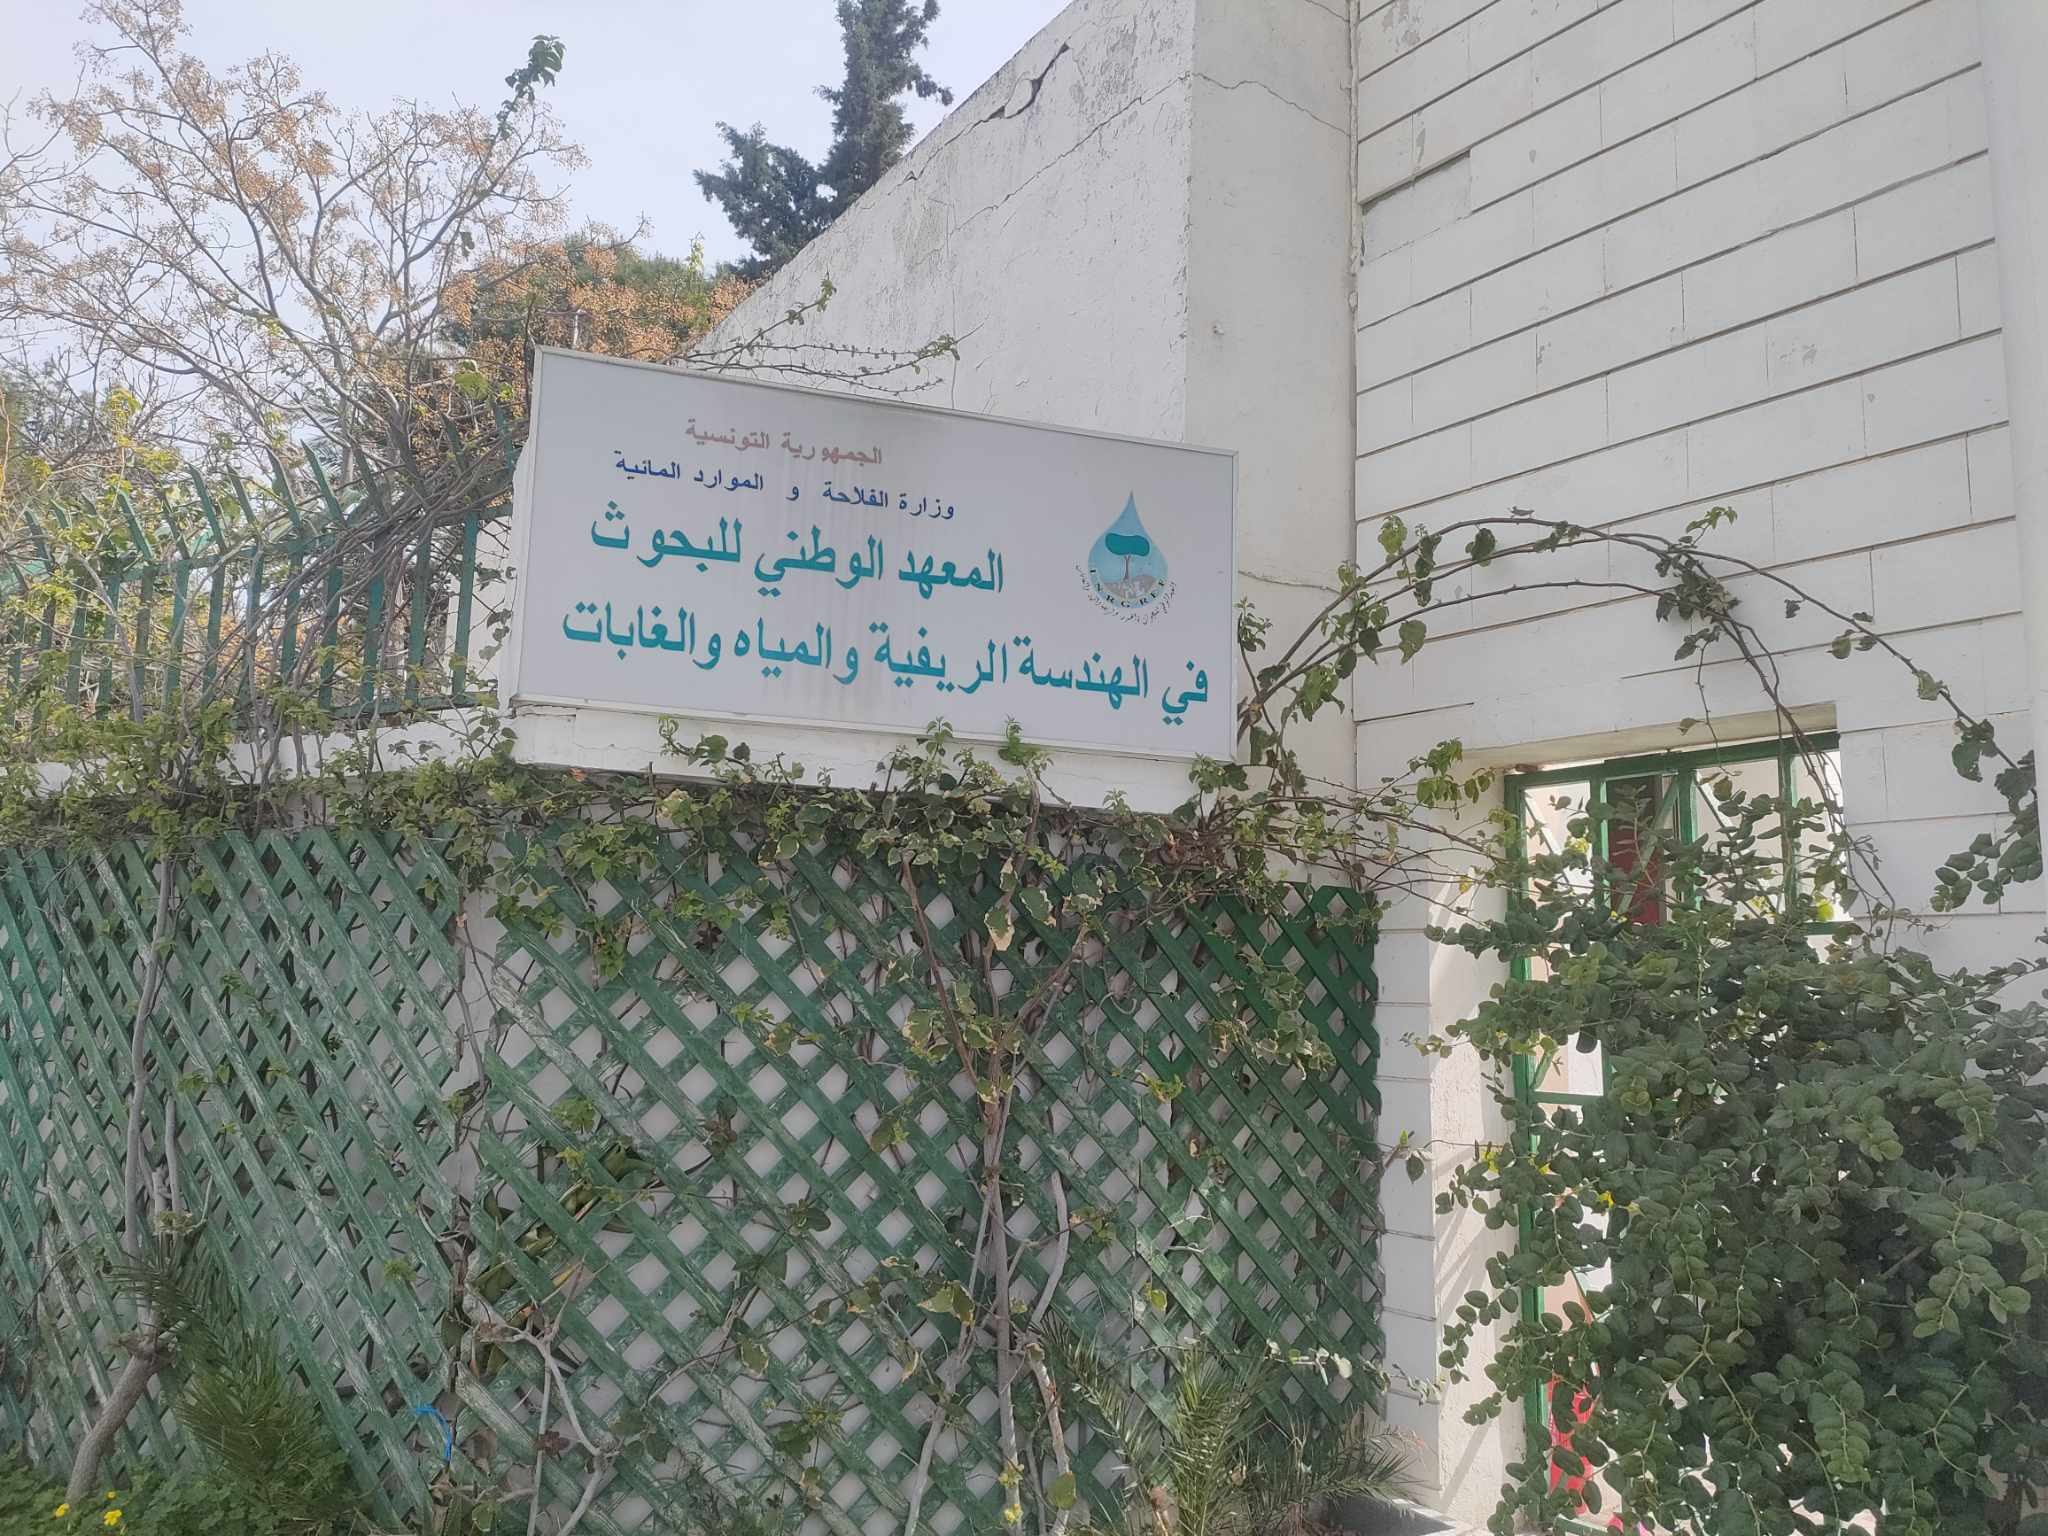 الجمهورية التونسية
وزارة الفلاحة و الموارد المائية
المعهد الوطني للبحوث
في الهندسة الريفية والمياه والغابات
I.N.R.G.R.E.F